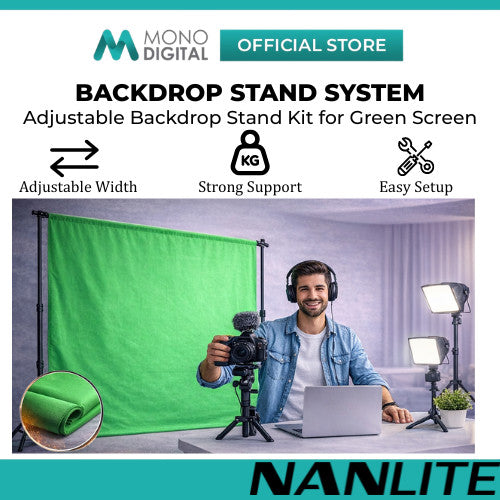 MONO
DIGITAL
OFFICIAL STORE
BACKDROP STAND SYSTEM
Adjustable Backdrop Stand Kit for Green Screen
KG
Adjustable Width
Strong Support
Easy Setup
NANLITE